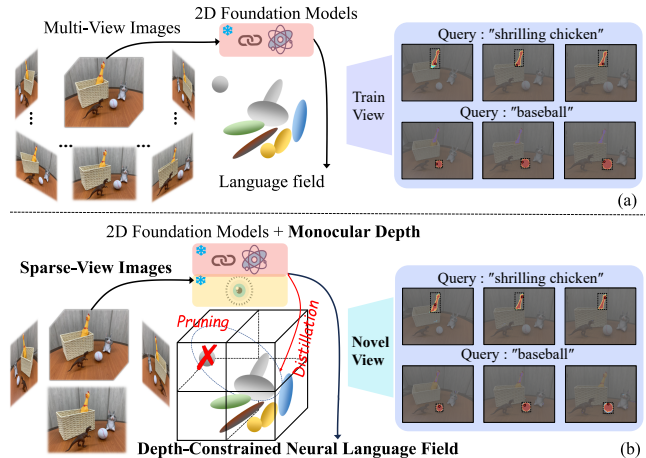 2D Foundation Models
Multi-View Images
Language field
Train
View
Query : "shrilling chicken"
Query : "baseball"
(a)
2D Foundation Models + Monocular Depth
Sparse-View Images
Pruning
X
Distillation
Depth-Constrained Neural Language Field
Novel
View
Query : "shrilling chicken"
Query : "baseball"
(b)